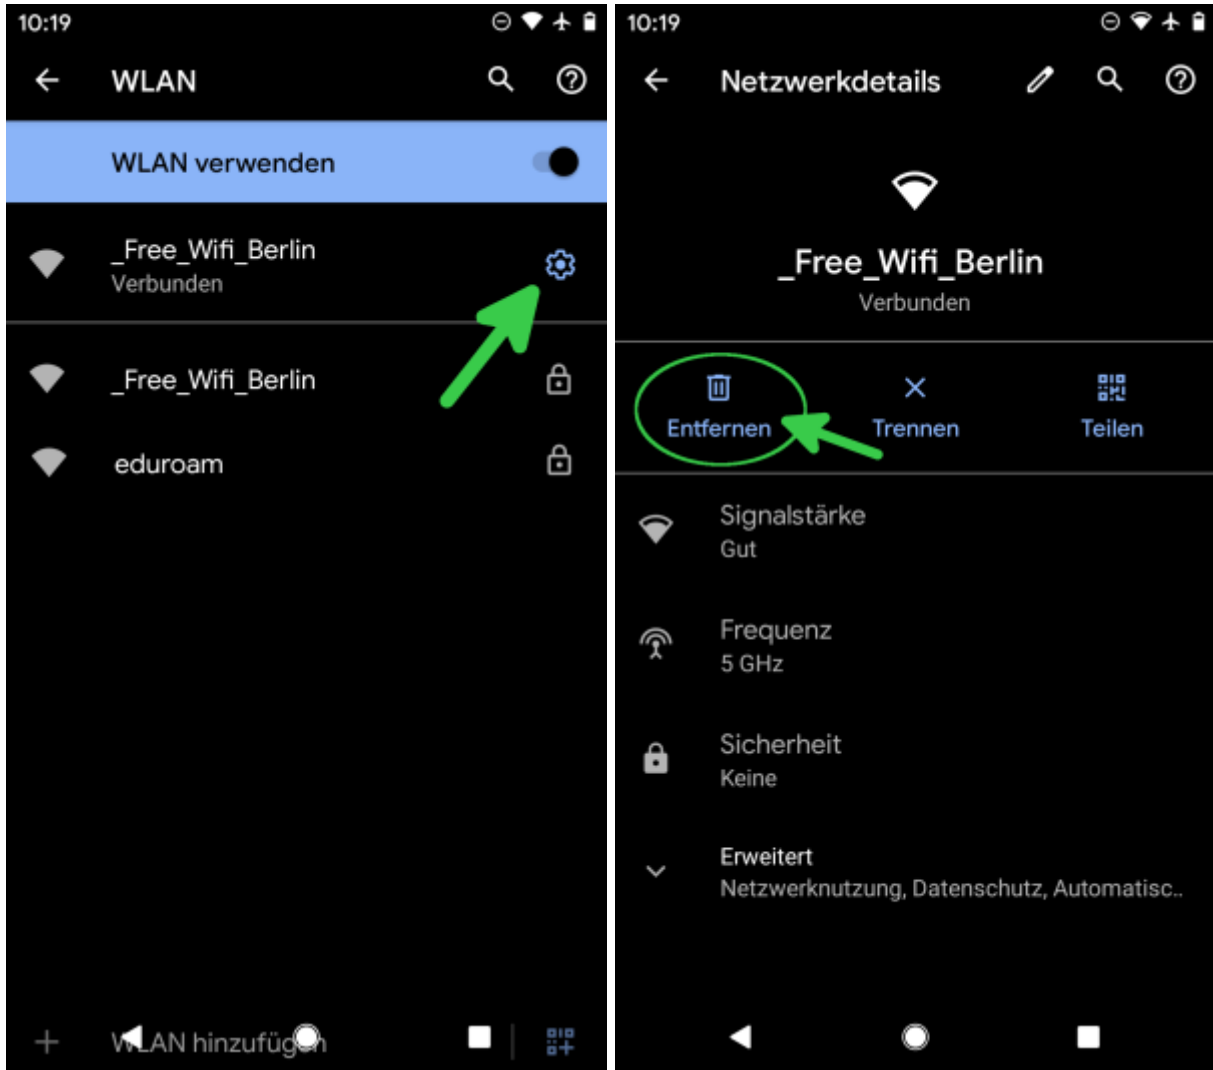 10:19
WLAN
WLAN verwenden
_Free_Wifi_Berlin
Verbunden
_Free_Wifi_Berlin
eduroam
WLAN hinzufügen
10:19
Netzwerkdetails
_Free_Wifi_Berlin
Verbunden
Entfernen Trennen Teilen
Signalstärke
Gut
Frequenz
5 GHz
Sicherheit
Keine
Erweitert
Netzwerknutzung, Datenschutz, Automatisc..